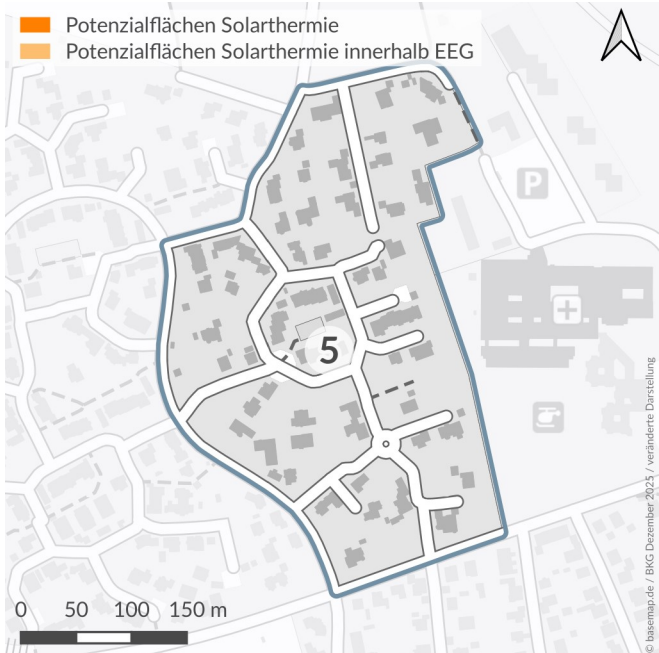 Potenzialflächen Solarthermie
Potenzialflächen Solarthermie innerhalb EEG
P
5
0 50 100 150 m
© basemap.de / BKG Dezember 2025 / veränderte Darstellung